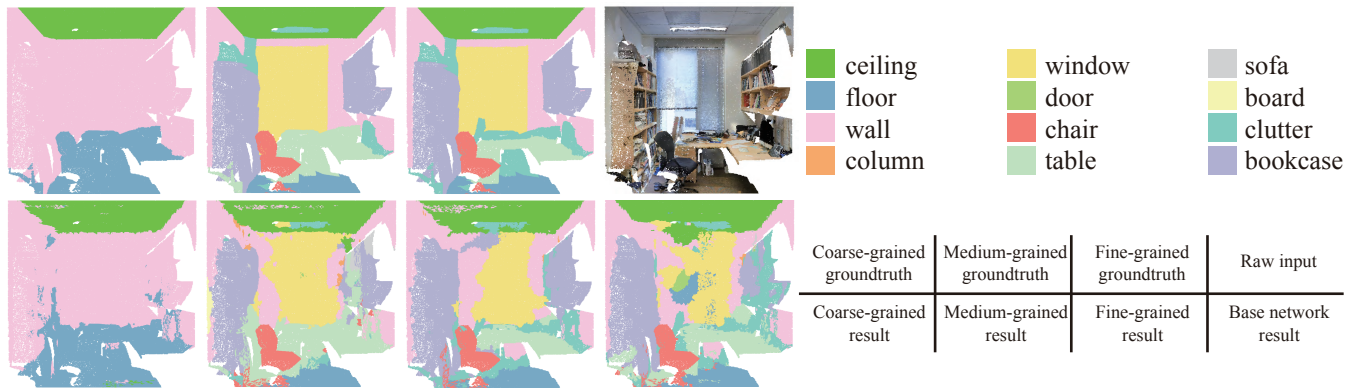 ceiling
window
sofa
floor
door
board
wall
chair
clutter
column
table
bookcase
Coarse-grained
groundtruth
Medium-grained
groundtruth
Fine-grained
groundtruth
Raw input
Coarse-grained
result
Medium-grained
result
Fine-grained
result
Base network
result